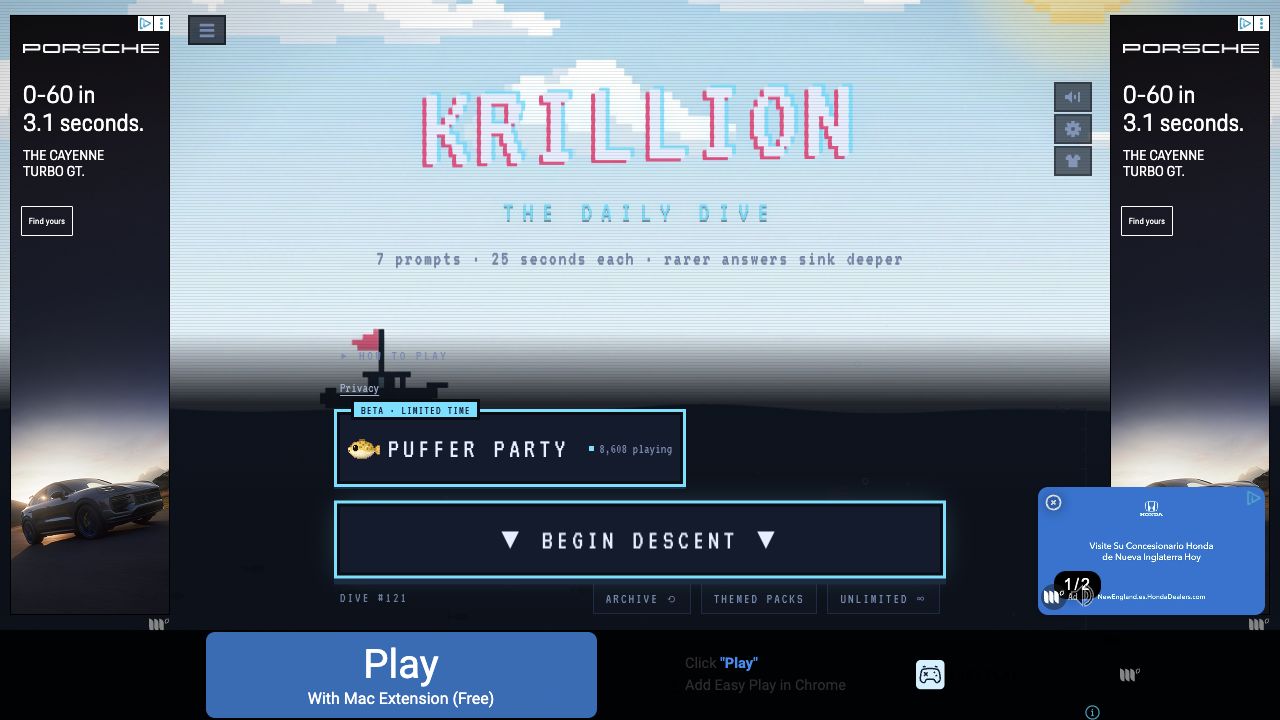 PORSCHE
0-60 in
3.1 seconds.
THE CAYENNE
TURBO GT.
Find yours
KRILLION
THE DAILY DIVE
7 prompts · 25 seconds each · rarer answers sink deeper
▶ HOW TO PLAY
Privacy
BETA · LIMITED TIME
PUFFER PARTY
8,608 playing
▼ BEGIN DESCENT ▼
DIVE #121
ARCHIVE ⟲
THEMED PACKS
UNLIMITED ∞
PORSCHE
0-60 in
3.1 seconds.
THE CAYENNE
TURBO GT.
Find yours
HONDA
Visite Su Concesionario Honda
de Nueva Inglaterra Hoy
1/2
Ad
NewEngland.es.HondaDealers.com
Play
With Mac Extension (Free)
Click "Play"
Add Easy Play in Chrome